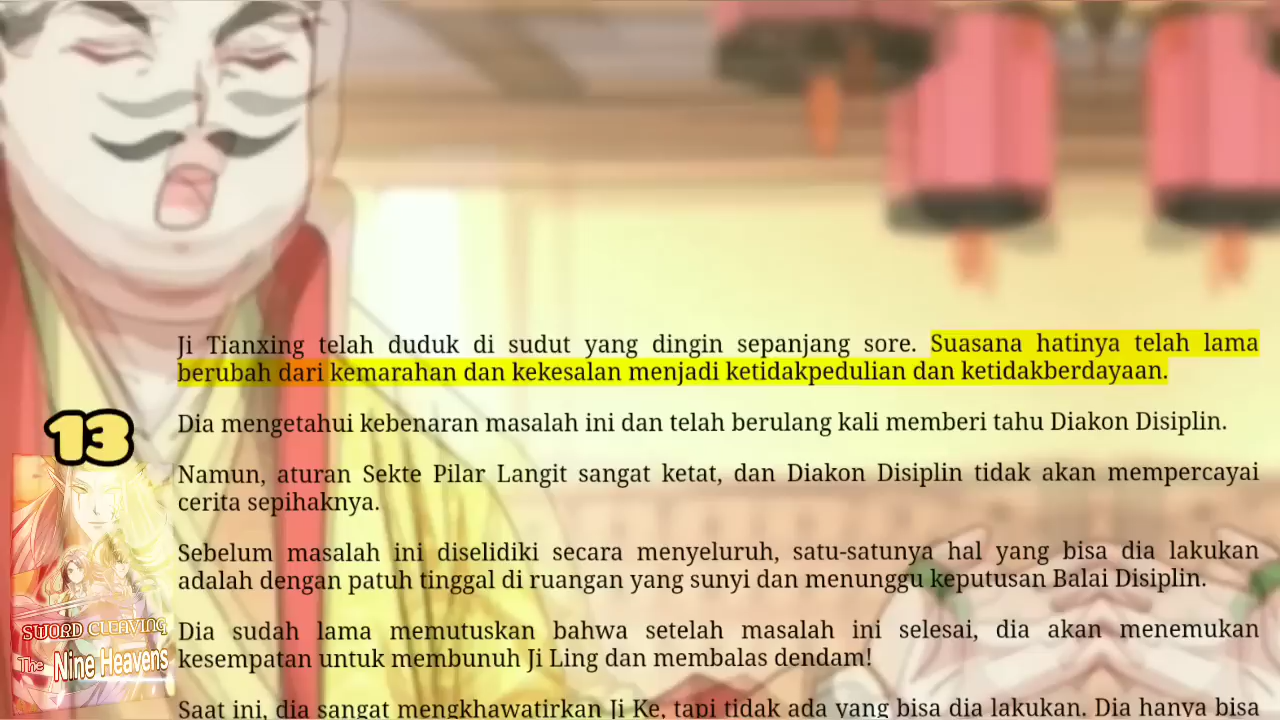 Ji Tianxing telah duduk di sudut yang dingin sepanjang sore. Suasana hatinya telah lama
berubah dari kemarahan dan kekesalan menjadi ketidakpedulian dan ketidakberdayaan.
Dia mengetahui kebenaran masalah ini dan telah berulang kali memberi tahu Diakon Disiplin.
13
Namun, aturan Sekte Pilar Langit sangat ketat, dan Diakon Disiplin tidak akan mempercayai
cerita sepihaknya.
Sebelum masalah ini diselidiki secara menyeluruh, satu-satunya hal yang bisa dia lakukan
adalah dengan patuh tinggal di ruangan yang sunyi dan menunggu keputusan Balai Disiplin.
Dia sudah lama memutuskan bahwa setelah masalah ini selesai, dia akan menemukan
kesempatan untuk membunuh Ji Ling dan membalas dendam!
SWORD CLEAVING
The Nine Heavens
Saat ini, dia sangat mengkhawatirkan Ji Ke, tapi tidak ada yang bisa dia lakukan. Dia hanya bisa